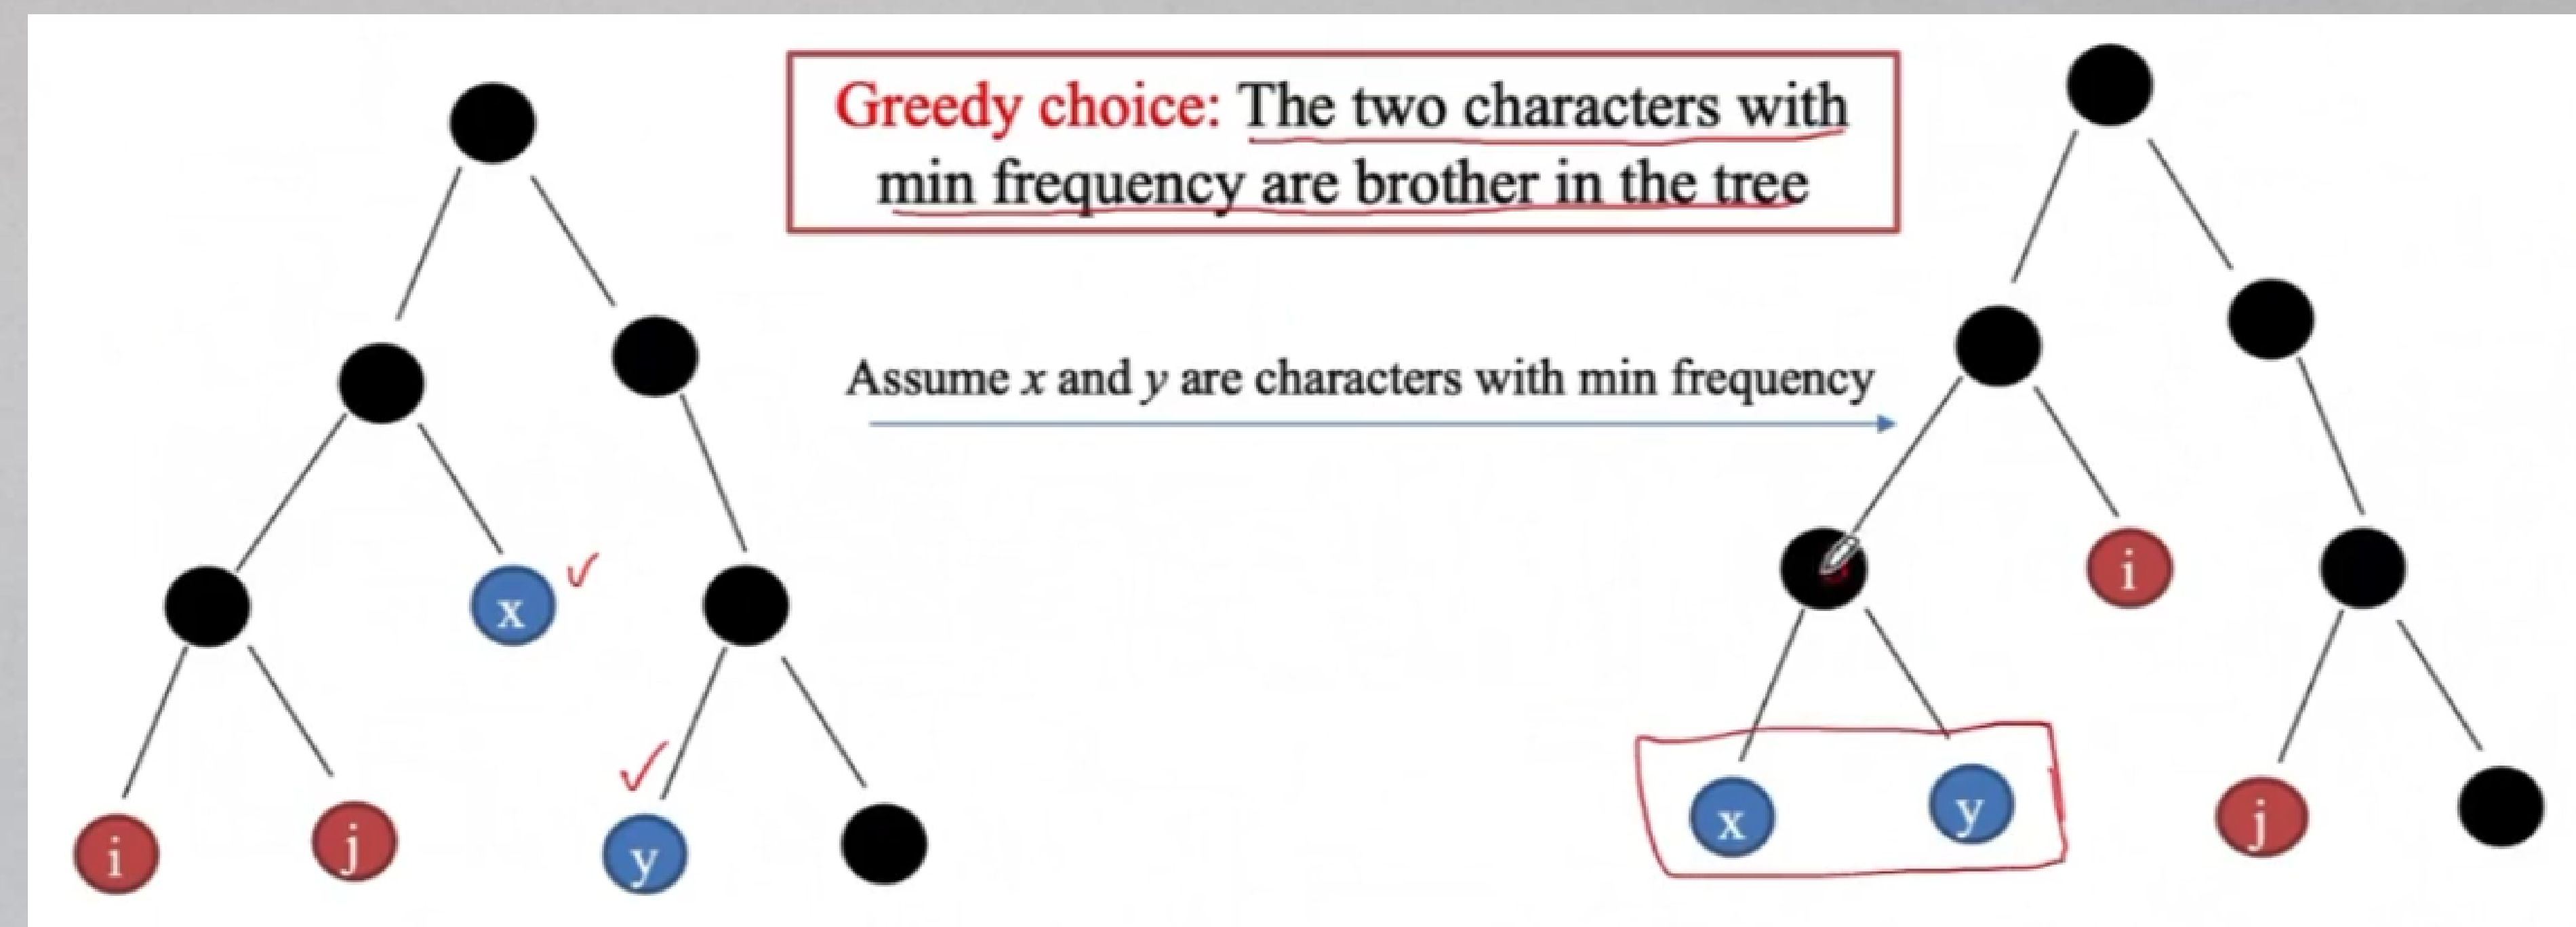 Greedy choice: The two characters with
min frequency are brother in the tree
Assume x and y are characters with min frequency
x
y
i
j
i
x
y
j